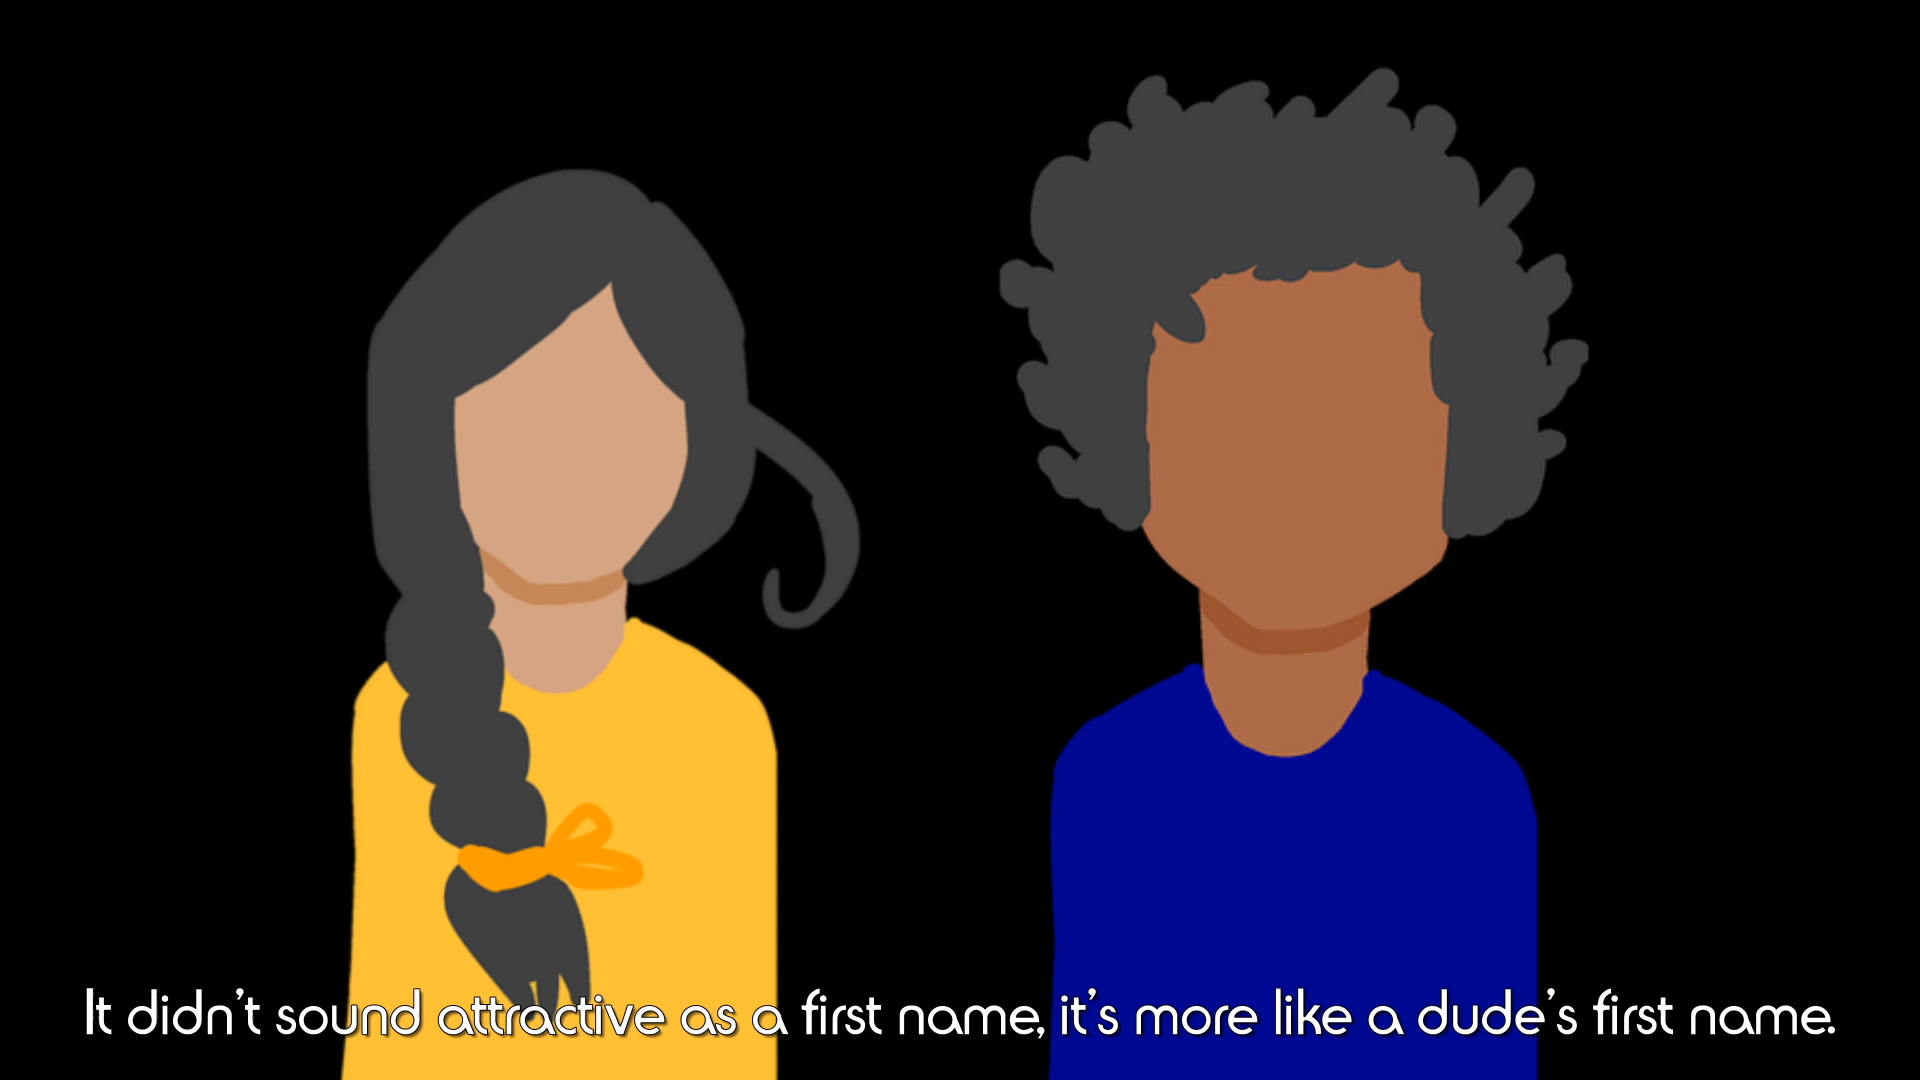 It didn't sound attractive as a first name, it's more like a dude's first name.